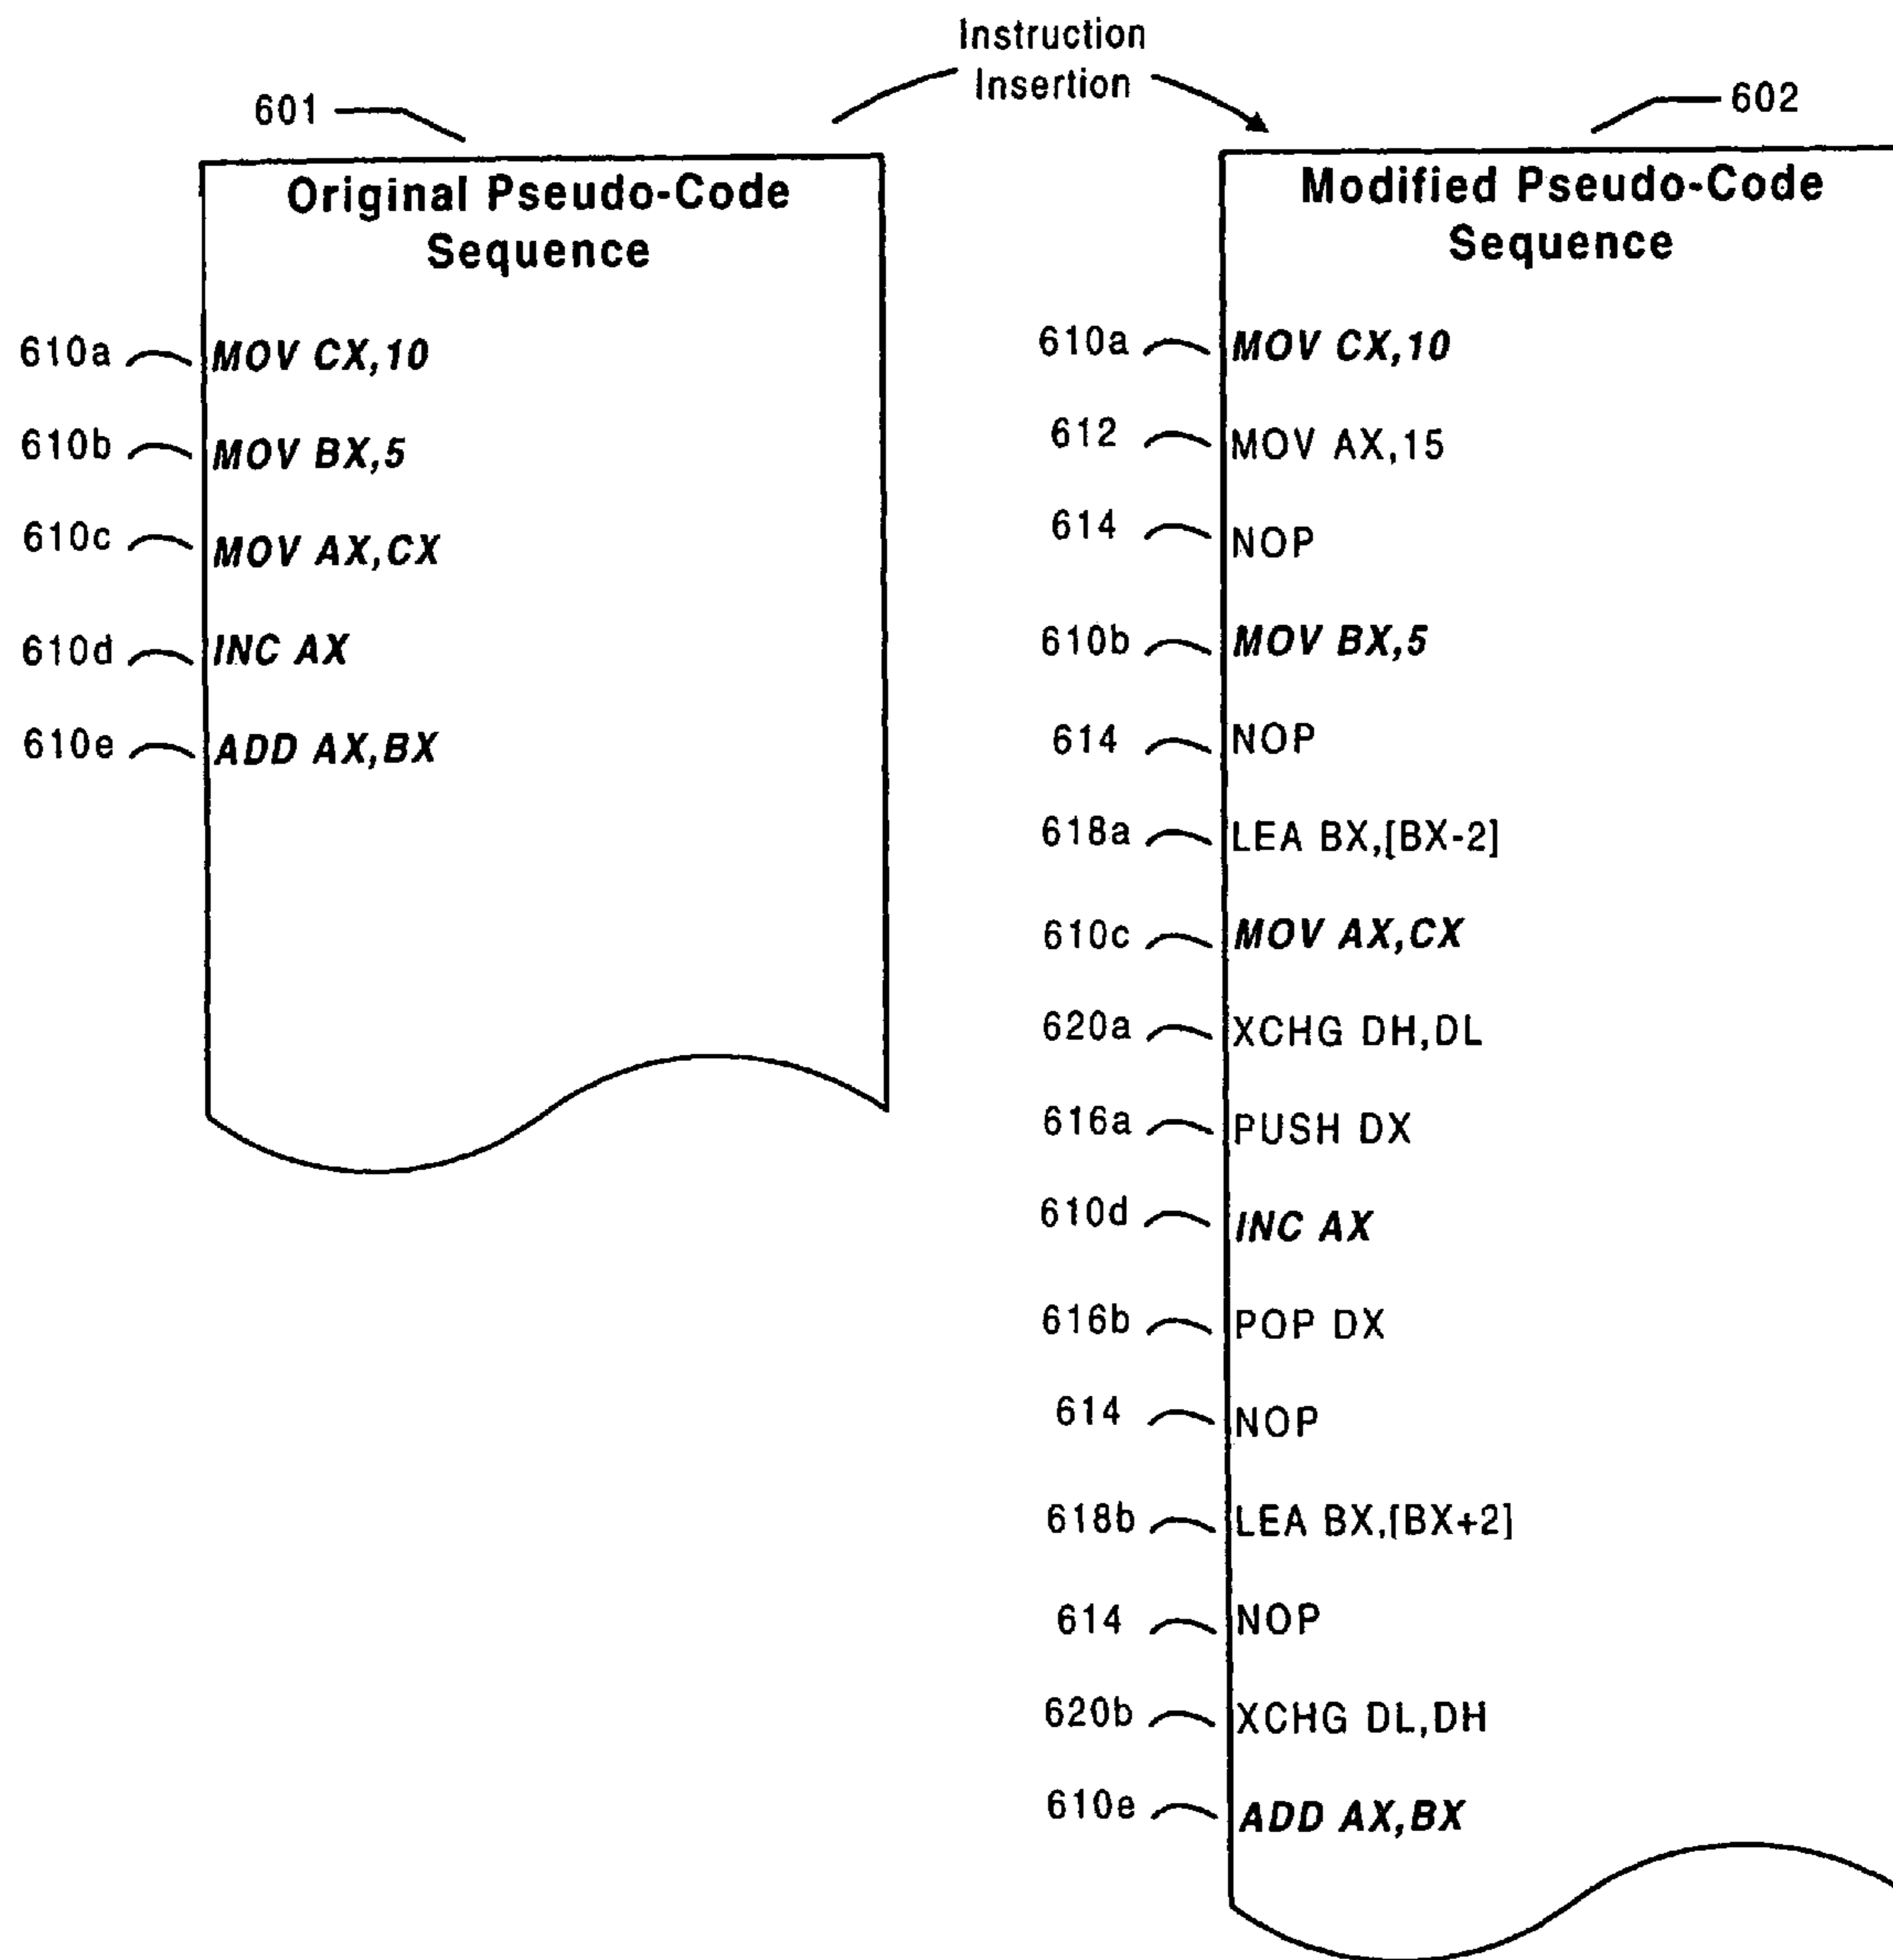 Instruction
Insertion
601
602
Original Pseudo-Code
Sequence
610a MOV CX,10
610b MOV BX,5
610c MOV AX,CX
610d INC AX
610e ADD AX,BX
Modified Pseudo-Code
Sequence
610a MOV CX,10
612 MOV AX,15
614 NOP
610b MOV BX,5
614 NOP
618a LEA BX,[BX-2]
610c MOV AX,CX
620a XCHG DH,DL
616a PUSH DX
610d INC AX
616b POP DX
614 NOP
618b LEA BX,[BX+2]
614 NOP
620b XCHG DL,DH
610e ADD AX,BX